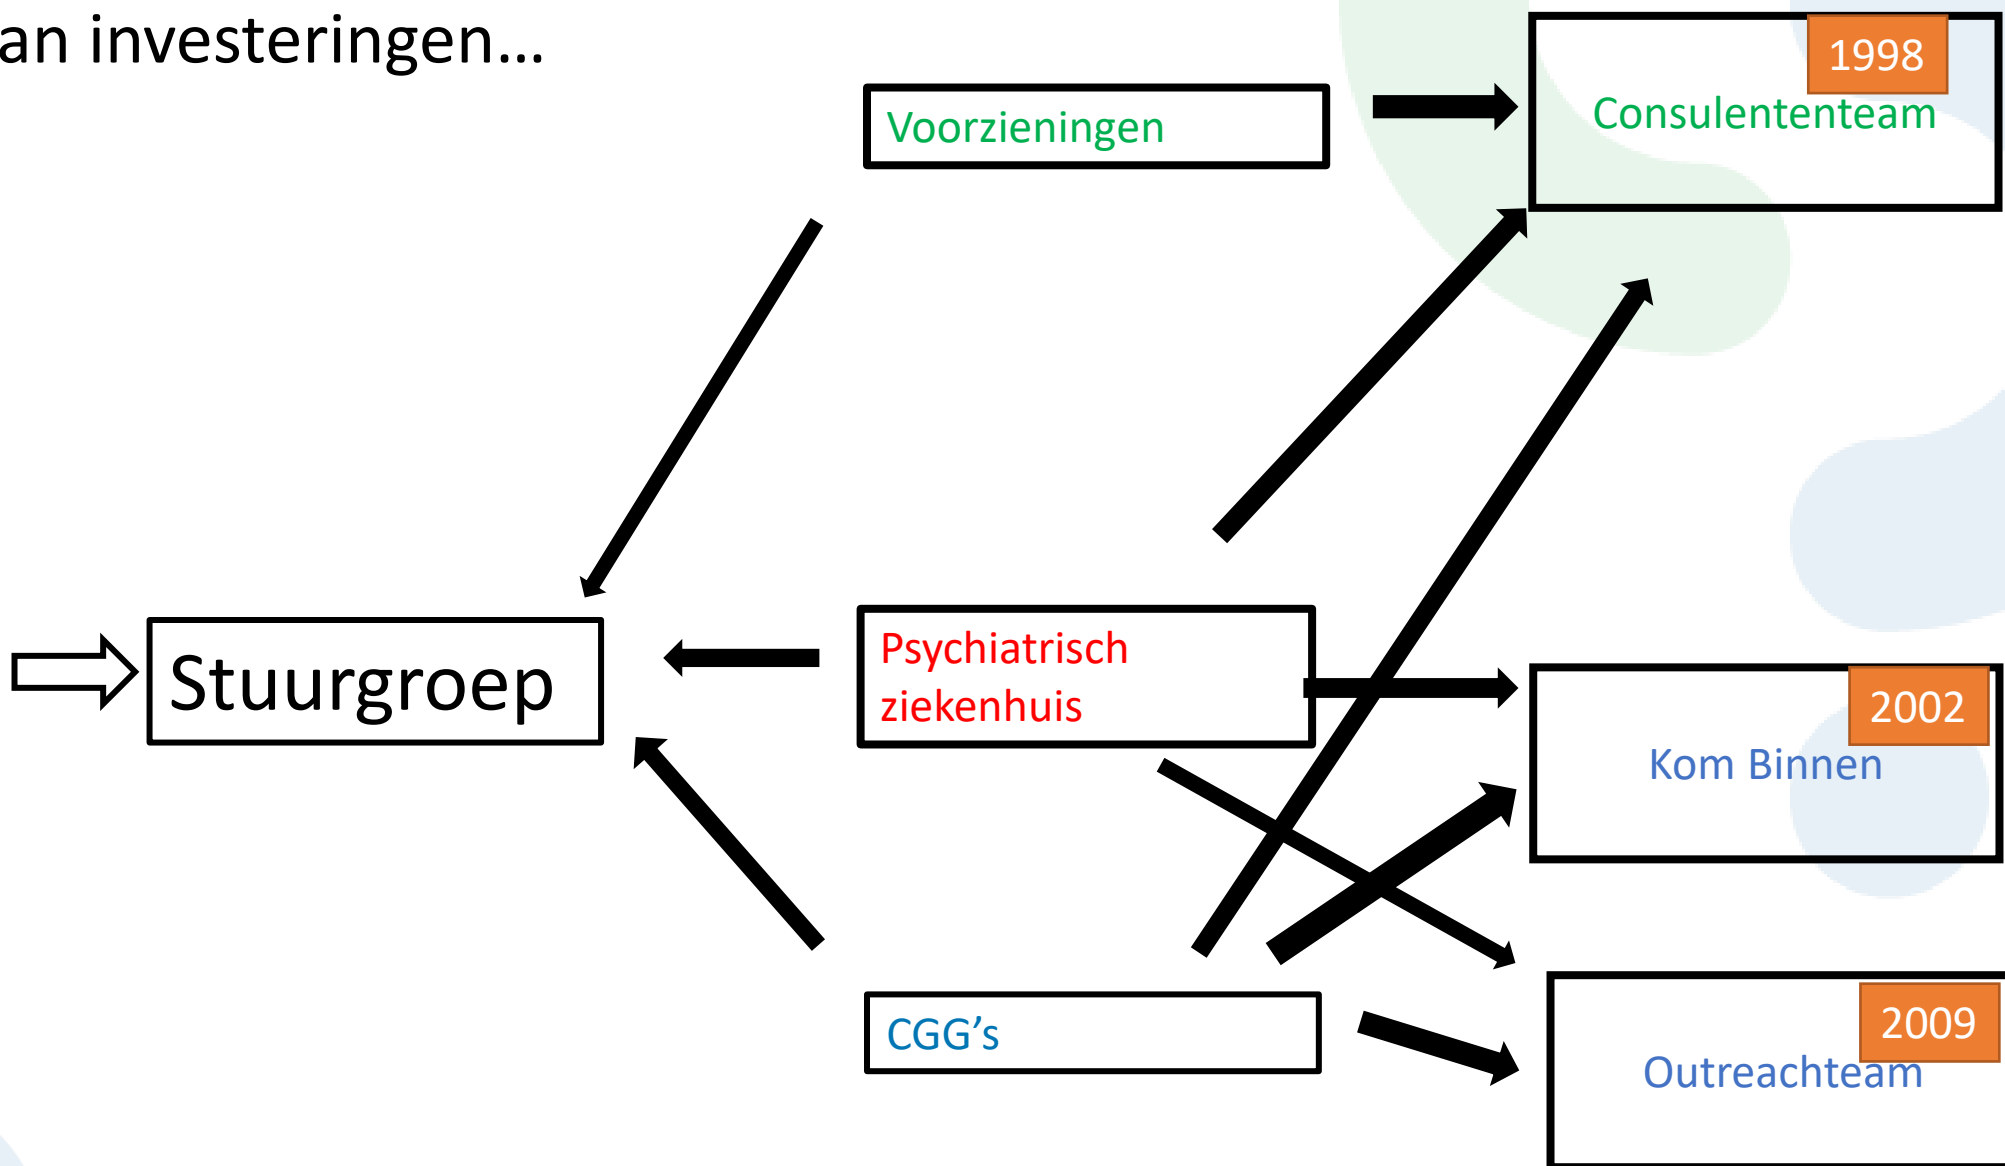 an investeringen…
1998
Voorzieningen
Consulententeam
Stuurgroep
Psychiatrisch
ziekenhuis
2002
Kom Binnen
CGG’s
2009
Outreachteam